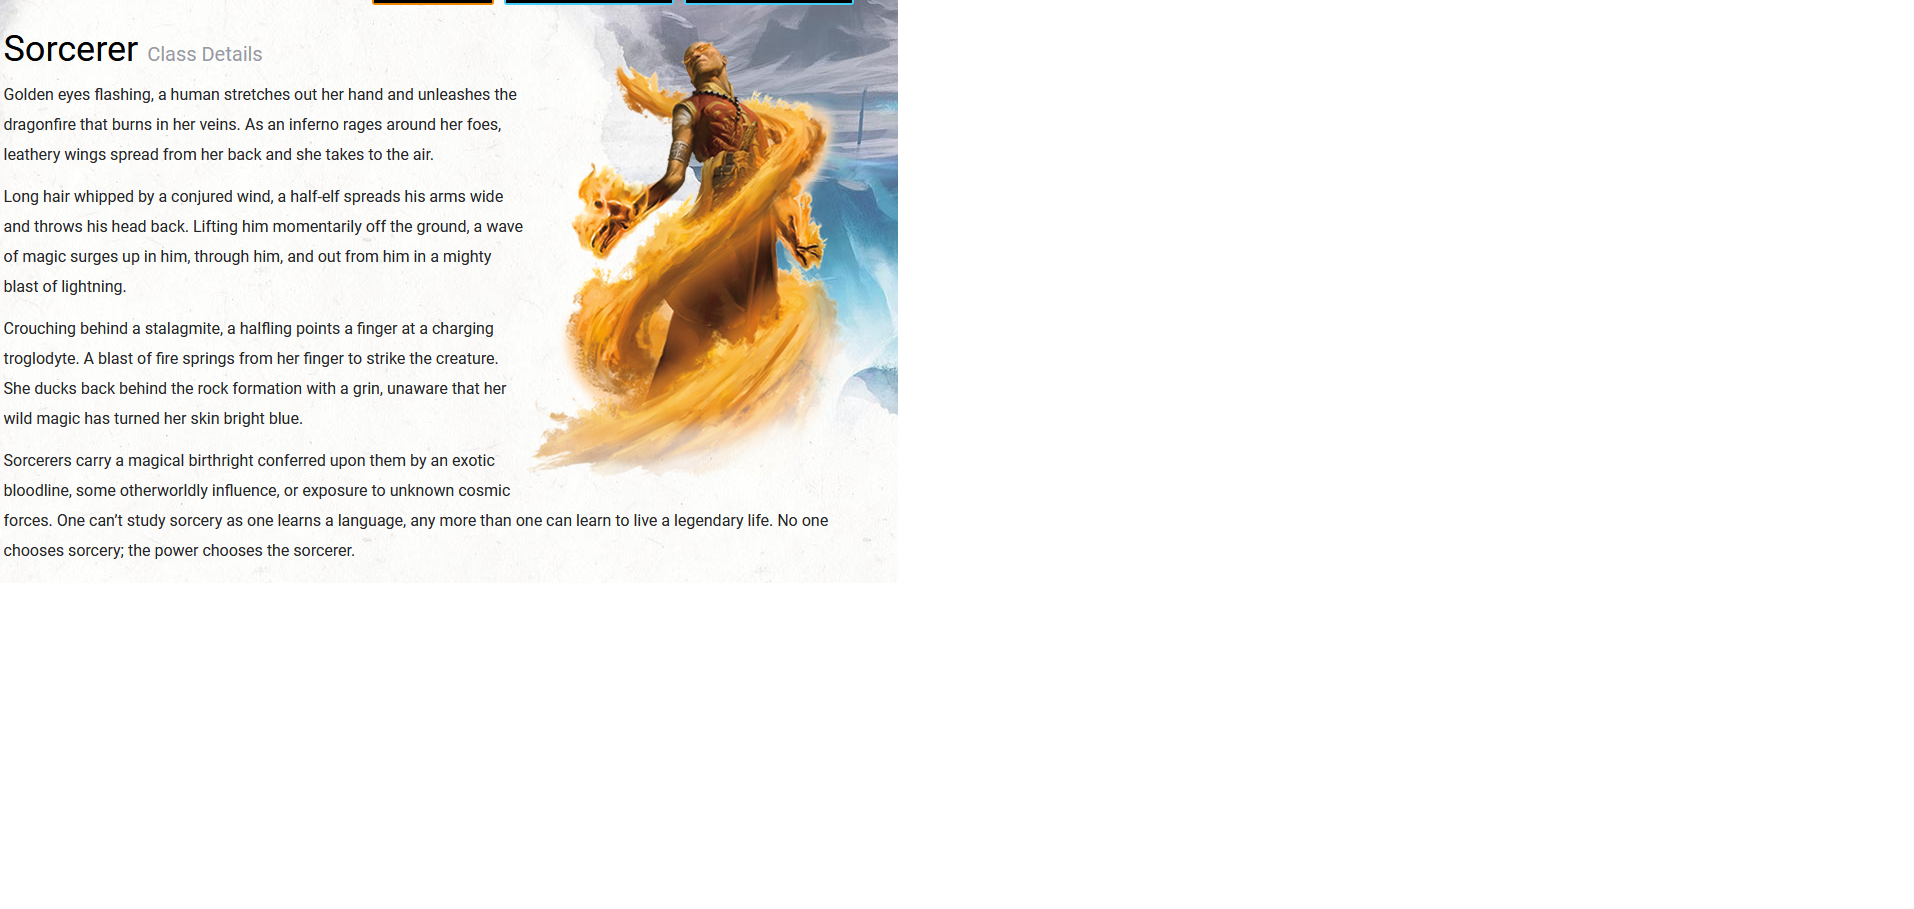 Sorcerer Class Details
Golden eyes flashing, a human stretches out her hand and unleashes the
dragonfire that burns in her veins. As an inferno rages around her foes,
leathery wings spread from her back and she takes to the air.
Long hair whipped by a conjured wind, a half-elf spreads his arms wide
and throws his head back. Lifting him momentarily off the ground, a wave
of magic surges up in him, through him, and out from him in a mighty
blast of lightning.
Crouching behind a stalagmite, a halfling points a finger at a charging
troglodyte. A blast of fire springs from her finger to strike the creature.
She ducks back behind the rock formation with a grin, unaware that her
wild magic has turned her skin bright blue.
Sorcerers carry a magical birthright conferred upon them by an exotic
bloodline, some otherworldly influence, or exposure to unknown cosmic
forces. One can’t study sorcery as one learns a language, any more than one can learn to live a legendary life. No one
chooses sorcery; the power chooses the sorcerer.